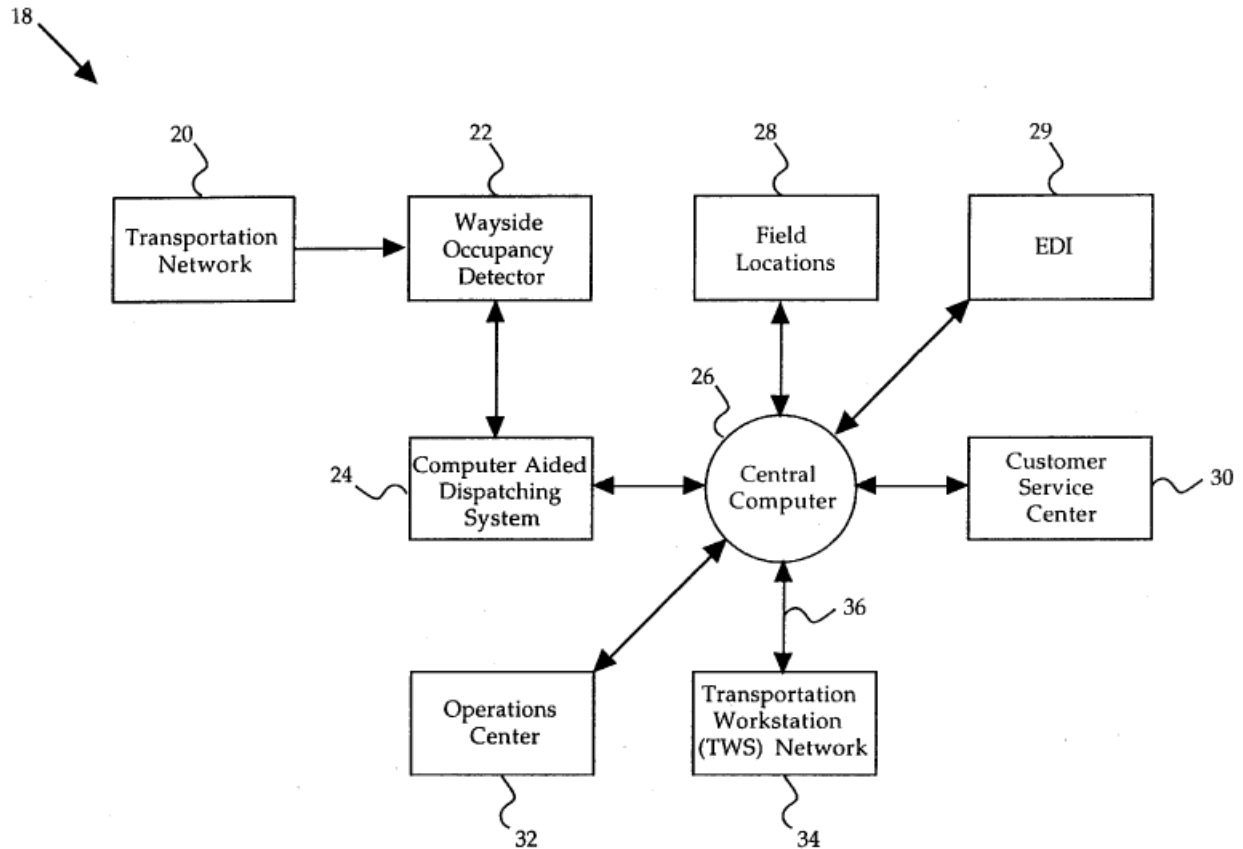 18
20
22
28
29
Transportation
Network
Wayside
Occupancy
Detector
Field
Locations
EDI
26
24
Computer Aided
Dispatching
System
Central
Computer
Customer
Service
Center
30
36
Operations
Center
Transportation
Workstation
(TWS) Network
32
34